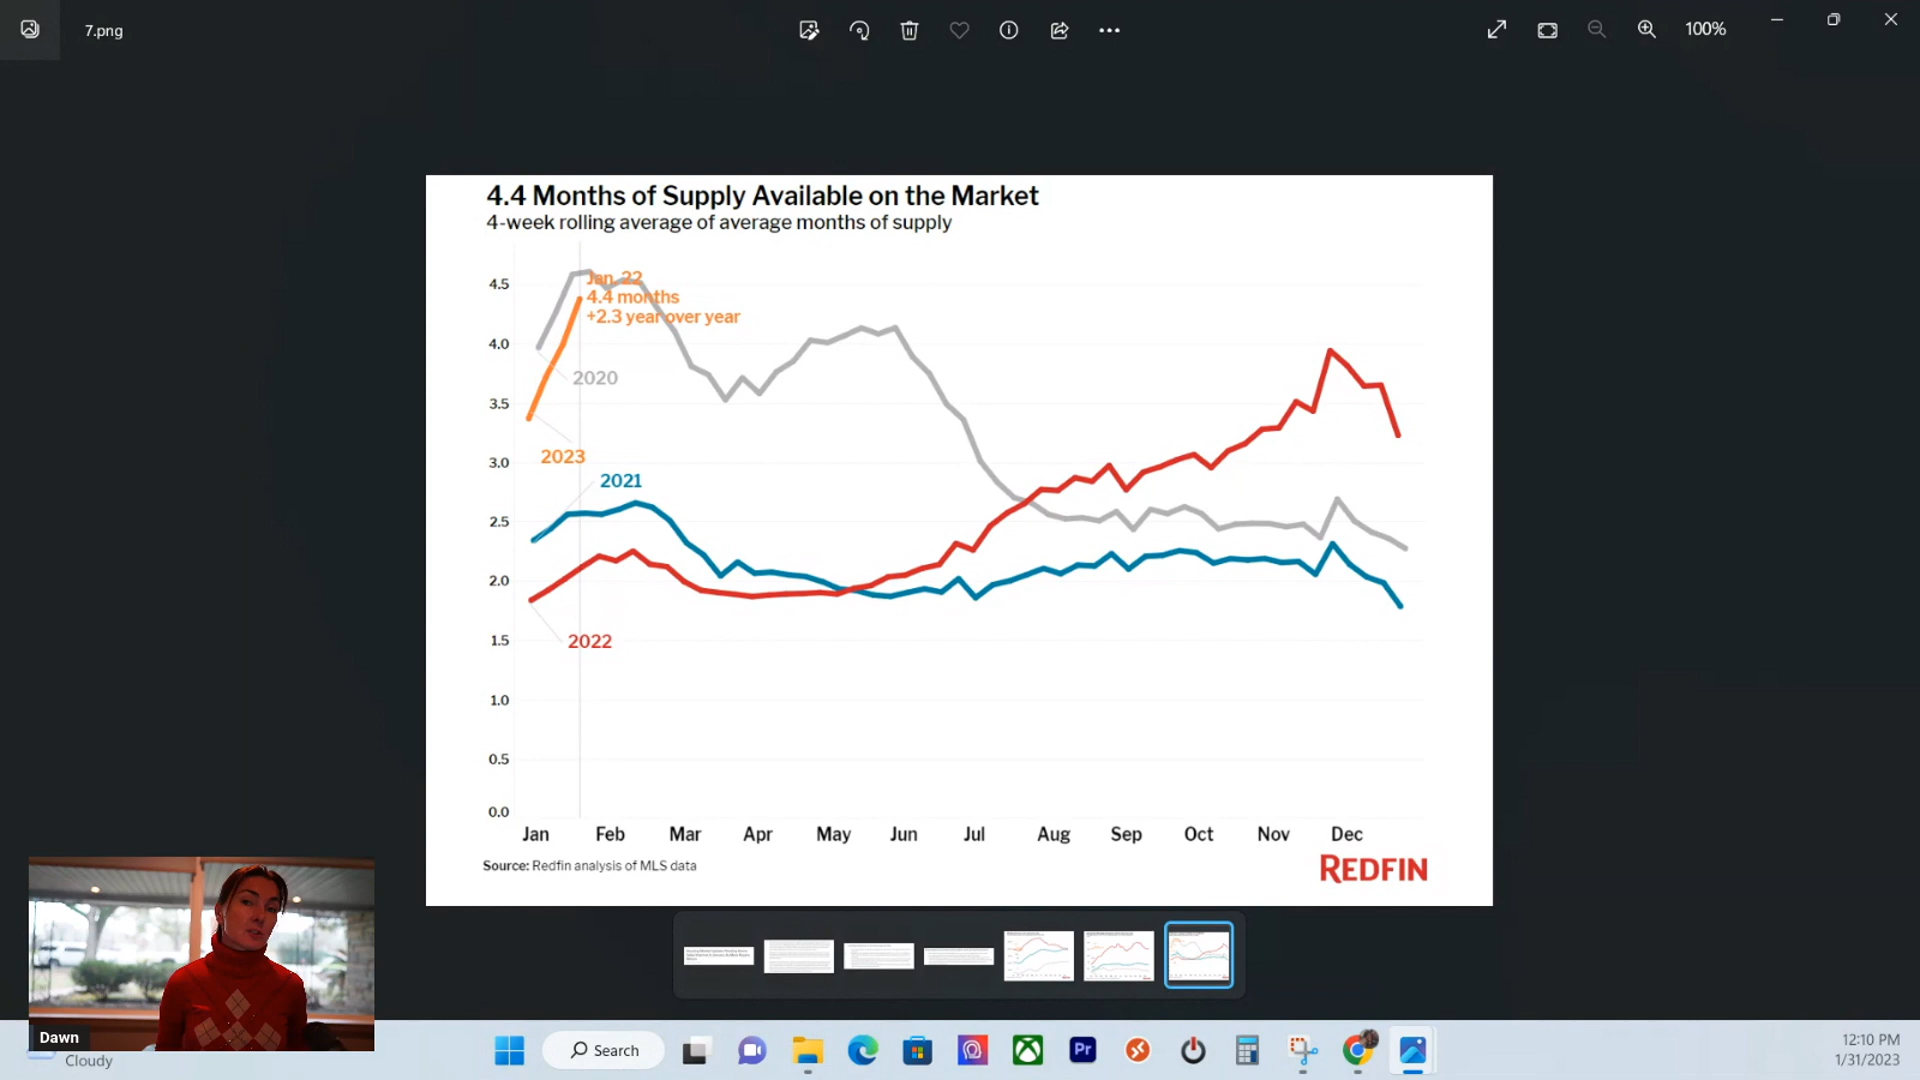 7.png
100%
4.4 Months of Supply Available on the Market
4-week rolling average of average months of supply
4.5
4.0
3.5
3.0
2.5
2.0
1.5
1.0
0.5
0.0
Jan. 22
4.4 months
+2.3 year over year
2020
2023
2021
2022
Jan Feb Mar Apr May Jun Jul Aug Sep Oct Nov Dec
Source: Redfin analysis of MLS data
REDFIN
Dawn
Cloudy
Search
Pr
12:10 PM
1/31/2023